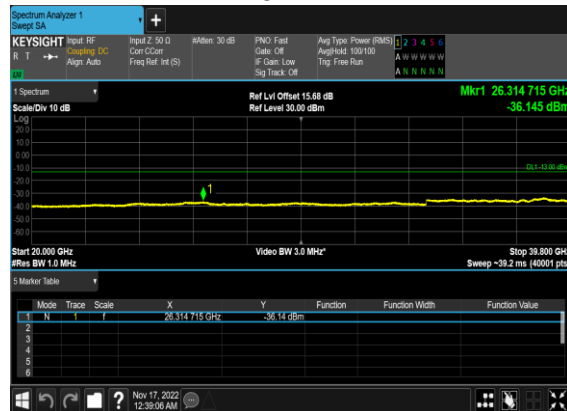 Spectrum Analyzer 1
Swept SA
KEYSIGHT Input: RF Input Z: 50 Ω #Atten: 30 dB PNO: Fast Avg Type: Power (RMS) 1 2 3 4 5 6
R T Coupling: DC Corr CCorr Gate: Off Avg|Hold: 100/100 A W W W W W
Align: Auto Freq Ref: Int (S) IF Gain: Low Trig: Free Run
Sig Track: Off A N N N N N
1 Spectrum Ref Lvl Offset 15.68 dB Mkr1 26.314 715 GHz
Scale/Div 10 dB Ref Level 30.00 dBm -36.145 dBm
Log
20.0
10.0
0.00
-10.0
DL1 -13.00 dBm
-20.0
-30.0
1
-40.0
-50.0
-60.0
Start 20.000 GHz Video BW 3.0 MHz* Stop 39.800 GHz
#Res BW 1.0 MHz Sweep ~39.2 ms (40001 pts
5 Marker Table
Mode Trace Scale X Y Function Function Width Function Value
1 N 1 f 26.314 715 GHz -36.14 dBm
2
3
4
5
6
? Nov 17, 2022
12:39:06 AM